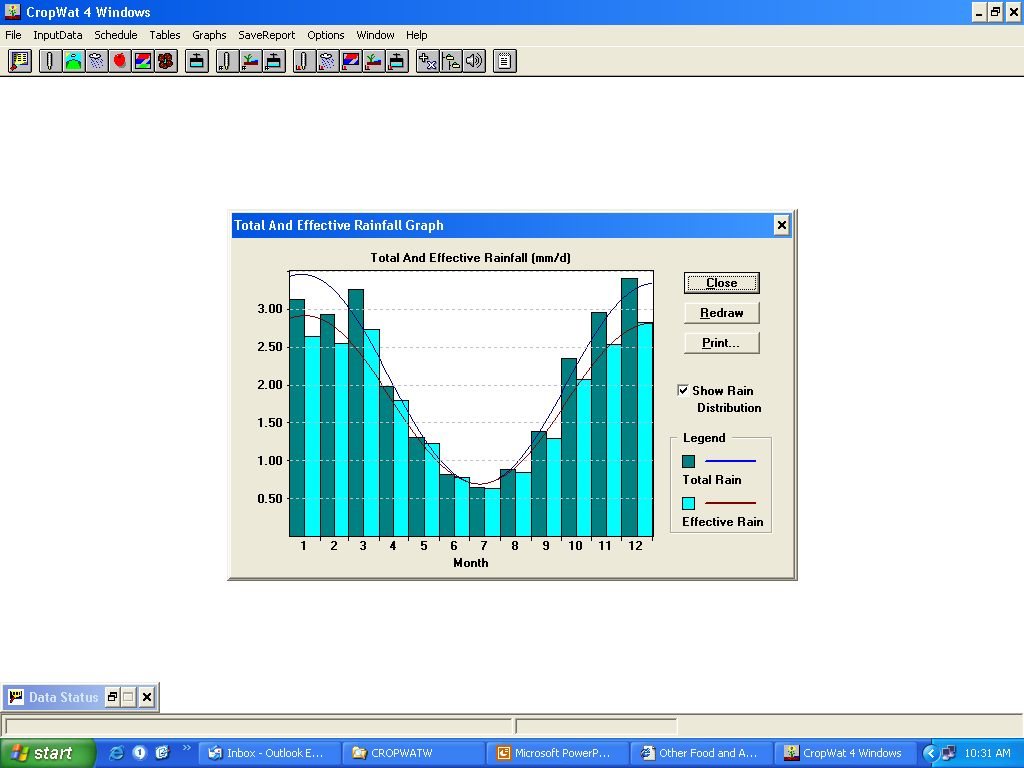 CropWat 4 Windows
File InputData Schedule Tables Graphs SaveReport Options Window Help
Total And Effective Rainfall Graph
Total And Effective Rainfall (mm/d)
3.00
2.50
2.00
1.50
1.00
0.50
1 2 3 4 5 6 7 8 9 10 11 12
Month
Close
Redraw
Print...
Show Rain
Distribution
Legend
Total Rain
Effective Rain
Data Status
start
1
»
Inbox - Outlook E...
CROPWATW
Microsoft PowerP...
Other Food and A...
CropWat 4 Windows
10:31 AM